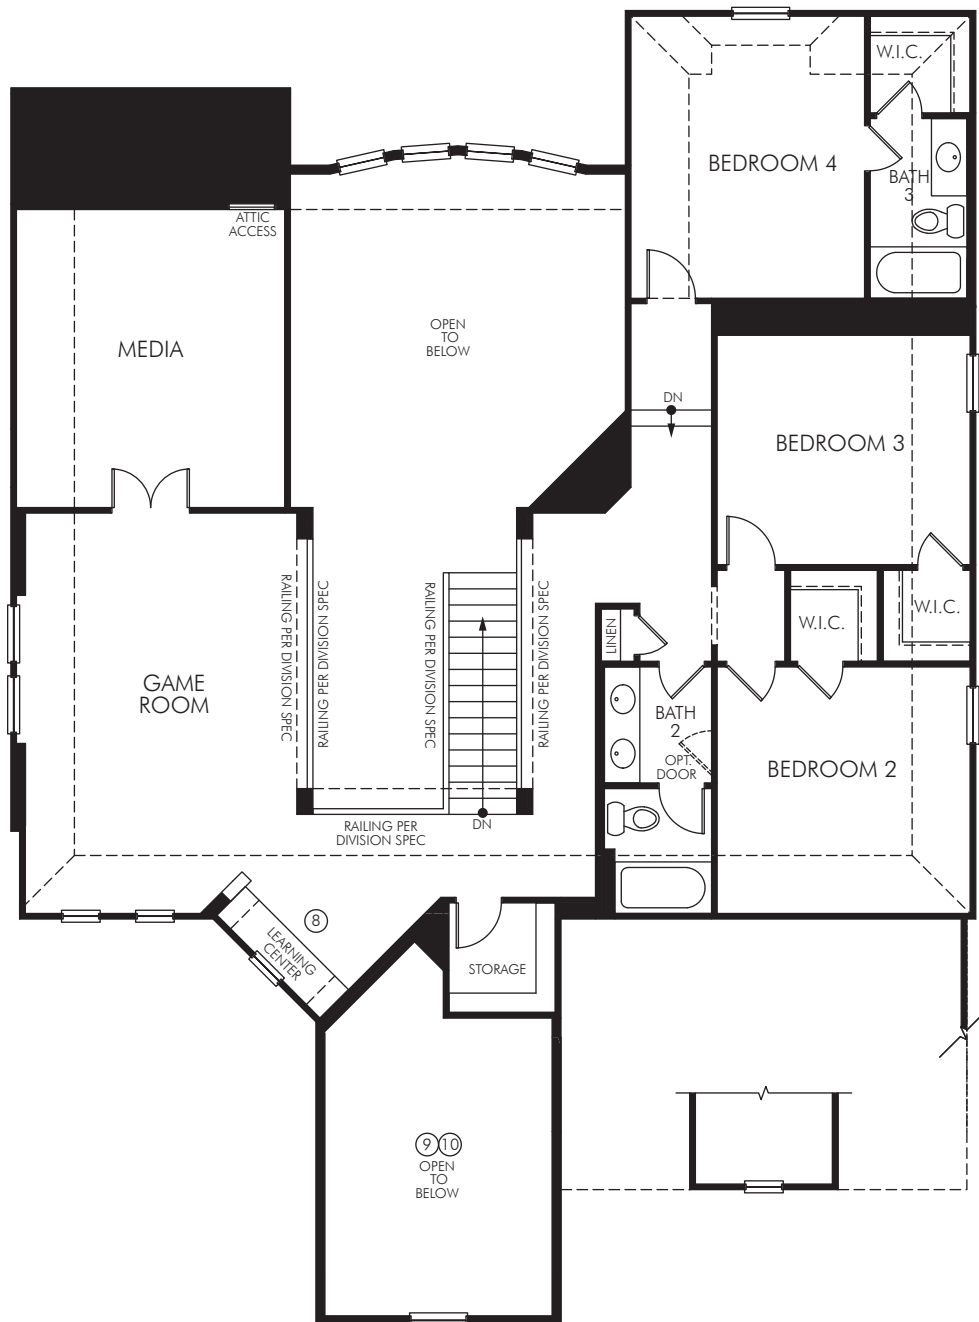 W.I.C.
BEDROOM 4
BATH
3
ATTIC
ACCESS
OPEN
TO
BELOW
MEDIA
DN
BEDROOM 3
RAILING PER DIVISION SPEC
RAILING PER DIVISION SPEC
RAILING PER DIVISION SPEC
RAILING PER DIVISION SPEC
LINEN
W.I.C.
W.I.C.
GAME
ROOM
BATH
2
OPT.
DOOR
BEDROOM 2
RAILING PER
DIVISION SPEC
DN
8
LEARNING
CENTER
STORAGE
9 10
OPEN
TO
BELOW